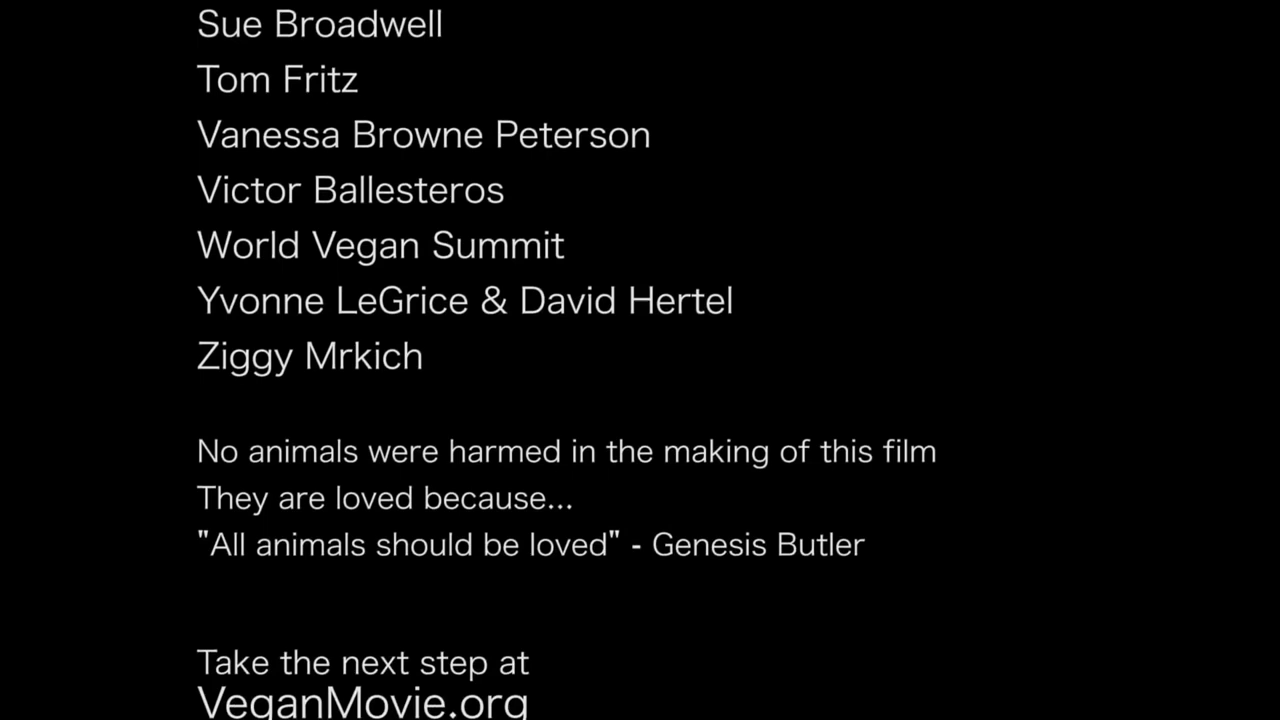 Sue Broadwell
Tom Fritz
Vanessa Browne Peterson
Victor Ballesteros
World Vegan Summit
Yvonne LeGrice & David Hertel
Ziggy Mrkich
No animals were harmed in the making of this film
They are loved because...
"All animals should be loved" - Genesis Butler
Take the next step at
VeganMovie.org